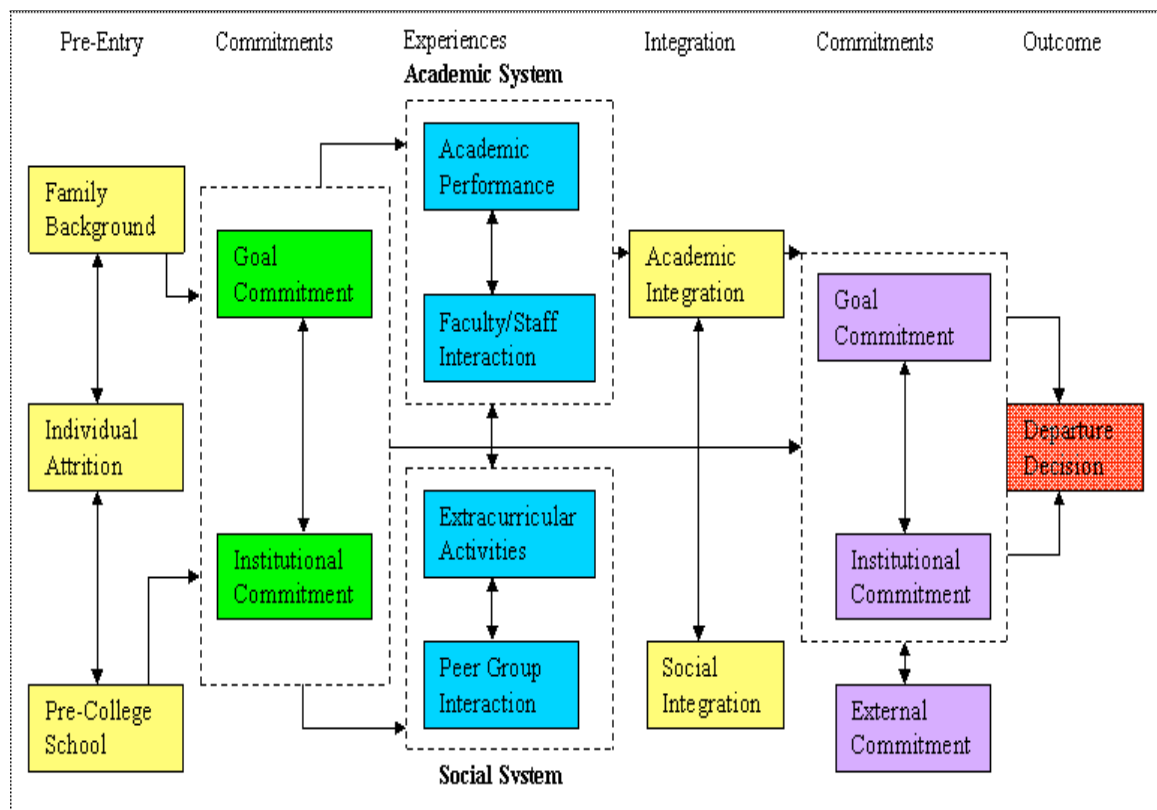 Pre-Entry
Commitments
Experiences
Integration
Commitments
Outcome
Academic System
Family
Background
Individual
Attrition
Pre-College
School
Goal
Commitment
Institutional
Commitment
Academic
Performance
Faculty/Staff
Interaction
Extracurricular
Activities
Peer Group
Interaction
Social System
Academic
Integration
Social
Integration
Goal
Commitment
Institutional
Commitment
External
Commitment
Departure
Decision